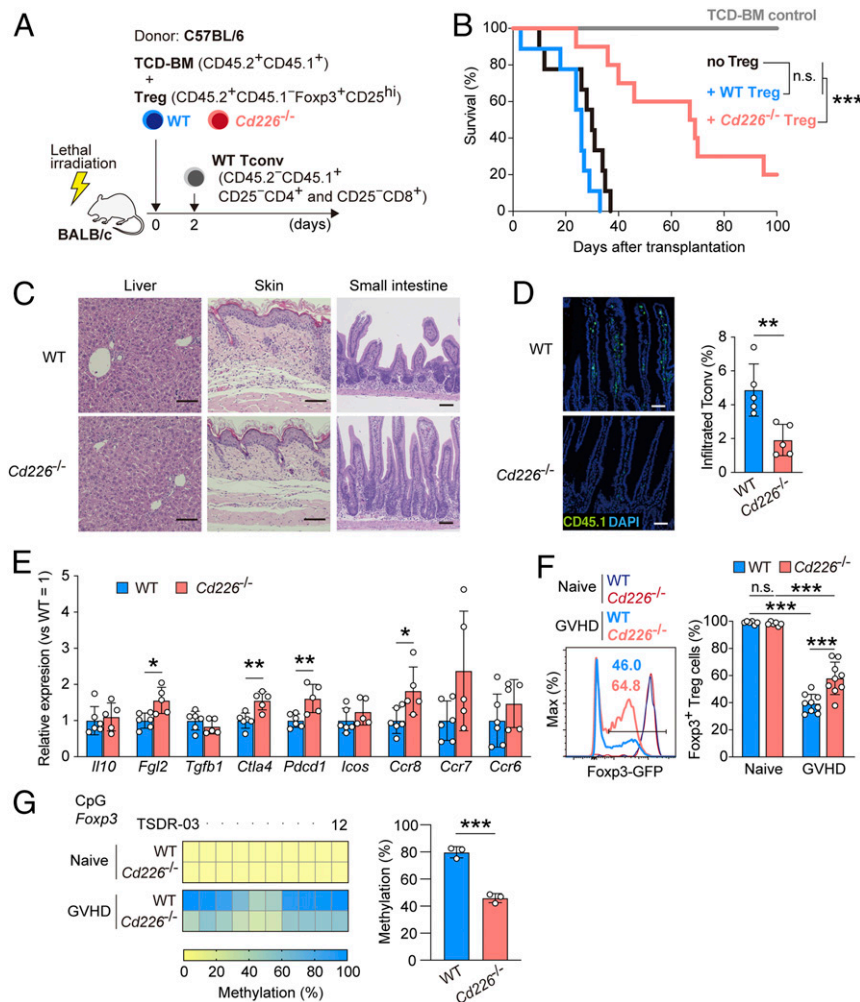 A
Donor: C57BL/6
TCD-BM (CD45.2⁺CD45.1⁺)
+
Treg (CD45.2⁺CD45.1⁻Foxp3⁺CD25ʰⁱ)
WT Cd226⁻/⁻
Lethal
irradiation
WT Tconv
(CD45.2⁻CD45.1⁺
CD25⁻CD4⁺ and CD25⁻CD8⁺)
BALB/c
0 2 (days)
B
TCD-BM control
no Treg
+ WT Treg
+ Cd226⁻/⁻ Treg
n.s.
***
Survival (%)
100
80
60
40
20
0
0 20 40 60 80 100
Days after transplantation
C
Liver Skin Small intestine
WT
Cd226⁻/⁻
D
WT
Cd226⁻/⁻
CD45.1 DAPI
**
Infiltrated Tconv (%)
10
8
6
4
2
0
WT
Cd226⁻/⁻
E
WT Cd226⁻/⁻
Relative expresion (vs WT = 1)
5
4
3
2
1
0
* ** ** *
Il10 Fgl2 Tgfb1 Ctla4 Pdcd1 Icos Ccr8 Ccr7 Ccr6
F
Naive WT
Cd226⁻/⁻
GVHD WT
Cd226⁻/⁻
46.0
64.8
Max (%)
Foxp3-GFP
WT Cd226⁻/⁻
n.s. ***
***
***
Foxp3⁺ Treg cells (%)
100
80
60
40
20
0
Naive GVHD
G
CpG
Foxp3 TSDR-03 · · · · · · · · 12
Naive WT
Cd226⁻/⁻
GVHD WT
Cd226⁻/⁻
0 20 40 60 80 100
Methylation (%)
***
Methylation (%)
100
80
60
40
20
0
WT
Cd226⁻/⁻